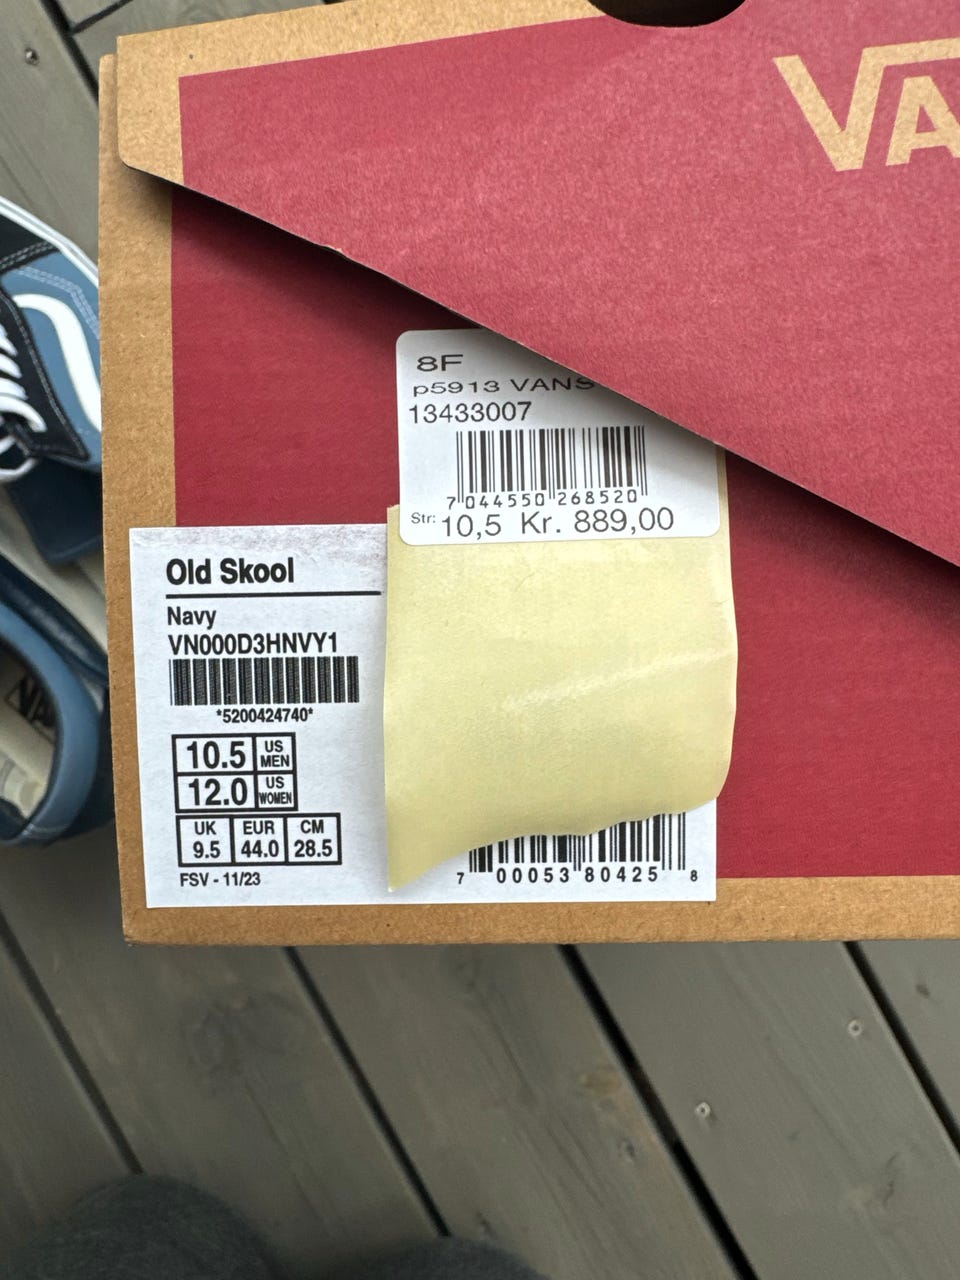 8F
p5913 VANS
13433007
7 044550 268520
Str: 10,5 Kr. 889,00
Old Skool
Navy
VN000D3HNVY1
*5200424740*
10.5 US MEN
12.0 US WOMEN
UK EUR CM
9.5 44.0 28.5
FSV - 11/23
7 00053 80425 8